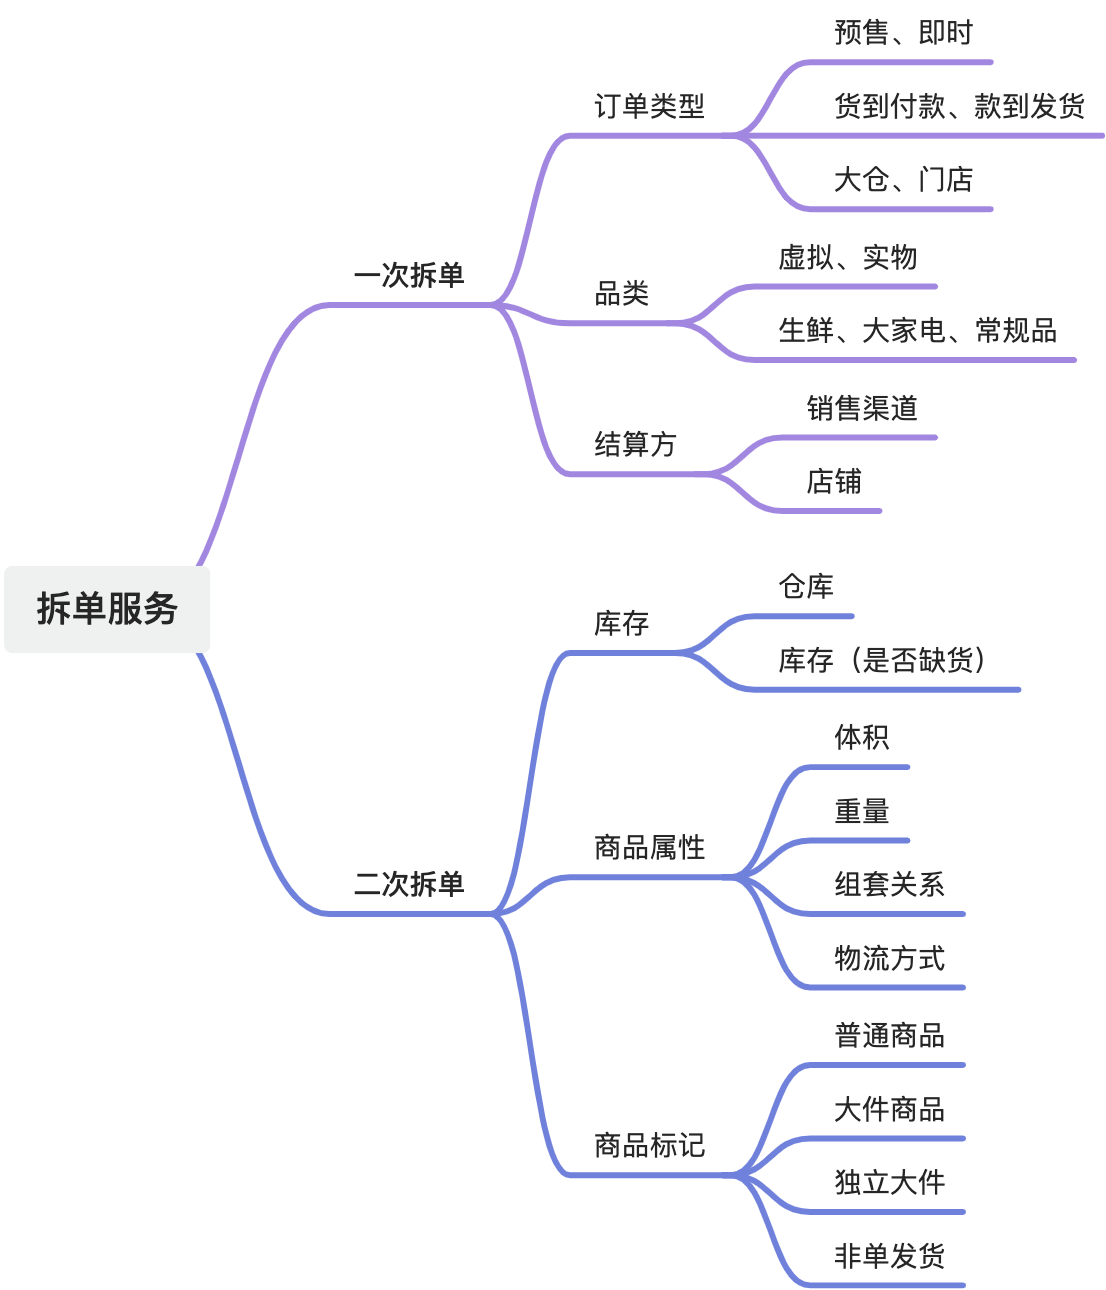 拆单服务
一次拆单
订单类型
预售、即时
货到付款、款到发货
大仓、门店
品类
虚拟、实物
生鲜、大家电、常规品
结算方
销售渠道
店铺
二次拆单
库存
仓库
库存（是否缺货）
商品属性
体积
重量
组套关系
物流方式
商品标记
普通商品
大件商品
独立大件
非单发货